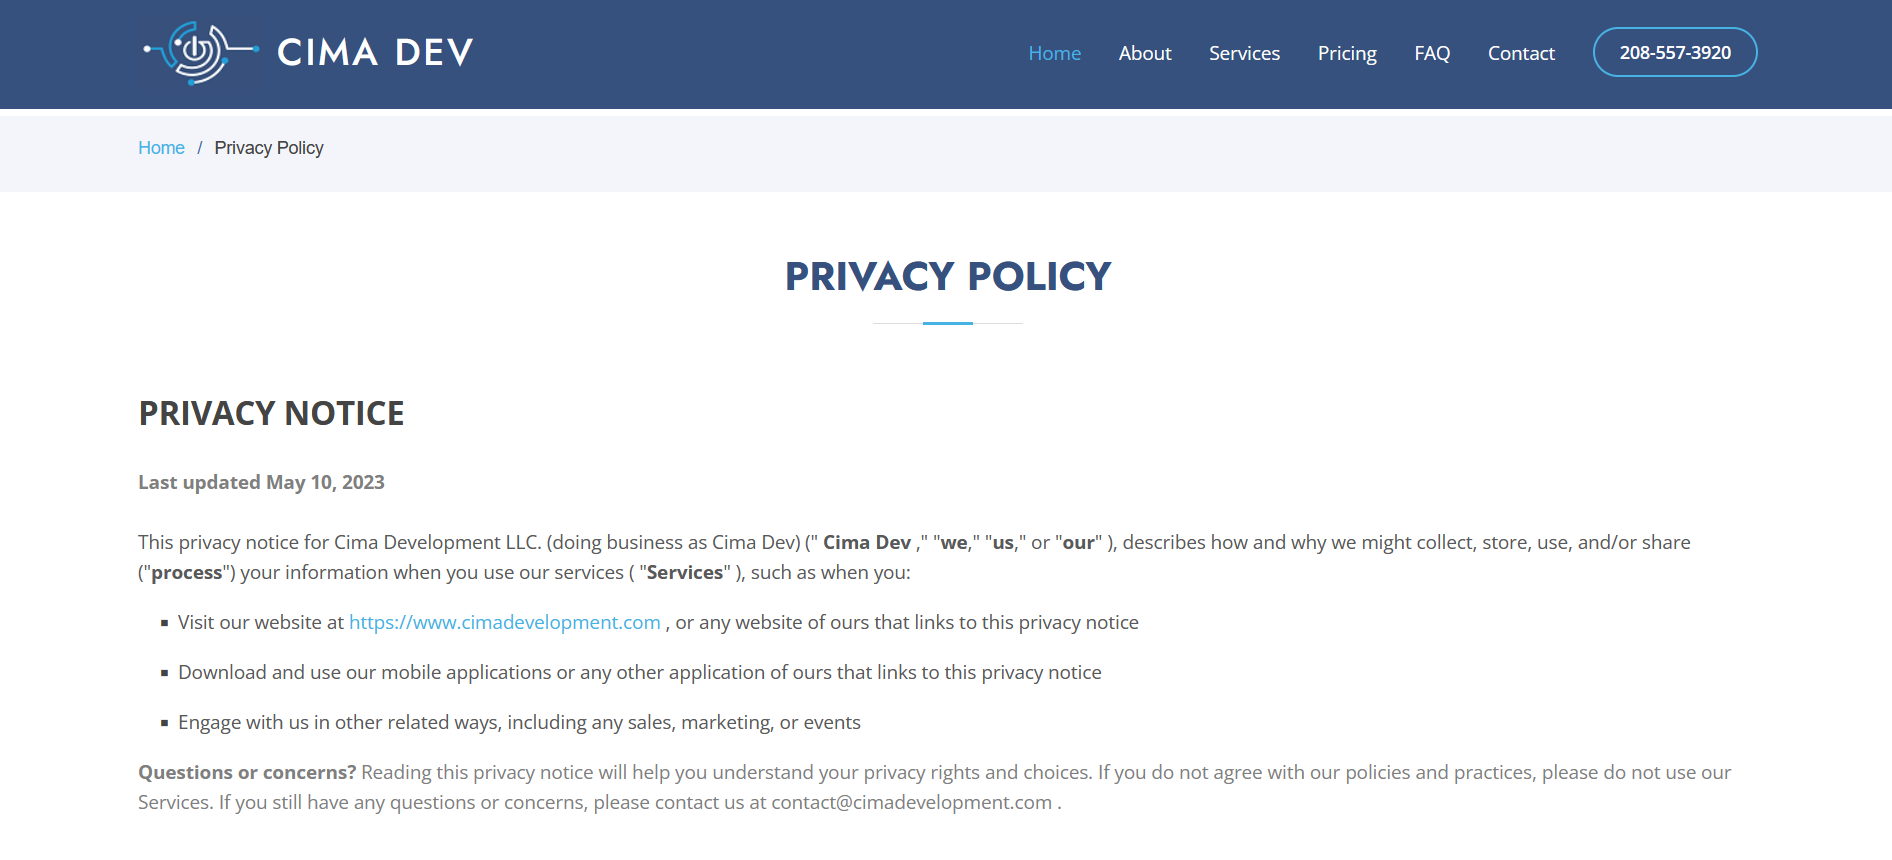 CIMA DEV
Home About Services Pricing FAQ Contact 208-557-3920
Home / Privacy Policy
PRIVACY POLICY
PRIVACY NOTICE
Last updated May 10, 2023
This privacy notice for Cima Development LLC. (doing business as Cima Dev) (" Cima Dev ," "we," "us," or "our" ), describes how and why we might collect, store, use, and/or share
("process") your information when you use our services ( "Services" ), such as when you:
▪ Visit our website at https://www.cimadevelopment.com , or any website of ours that links to this privacy notice
▪ Download and use our mobile applications or any other application of ours that links to this privacy notice
▪ Engage with us in other related ways, including any sales, marketing, or events
Questions or concerns? Reading this privacy notice will help you understand your privacy rights and choices. If you do not agree with our policies and practices, please do not use our
Services. If you still have any questions or concerns, please contact us at contact@cimadevelopment.com .